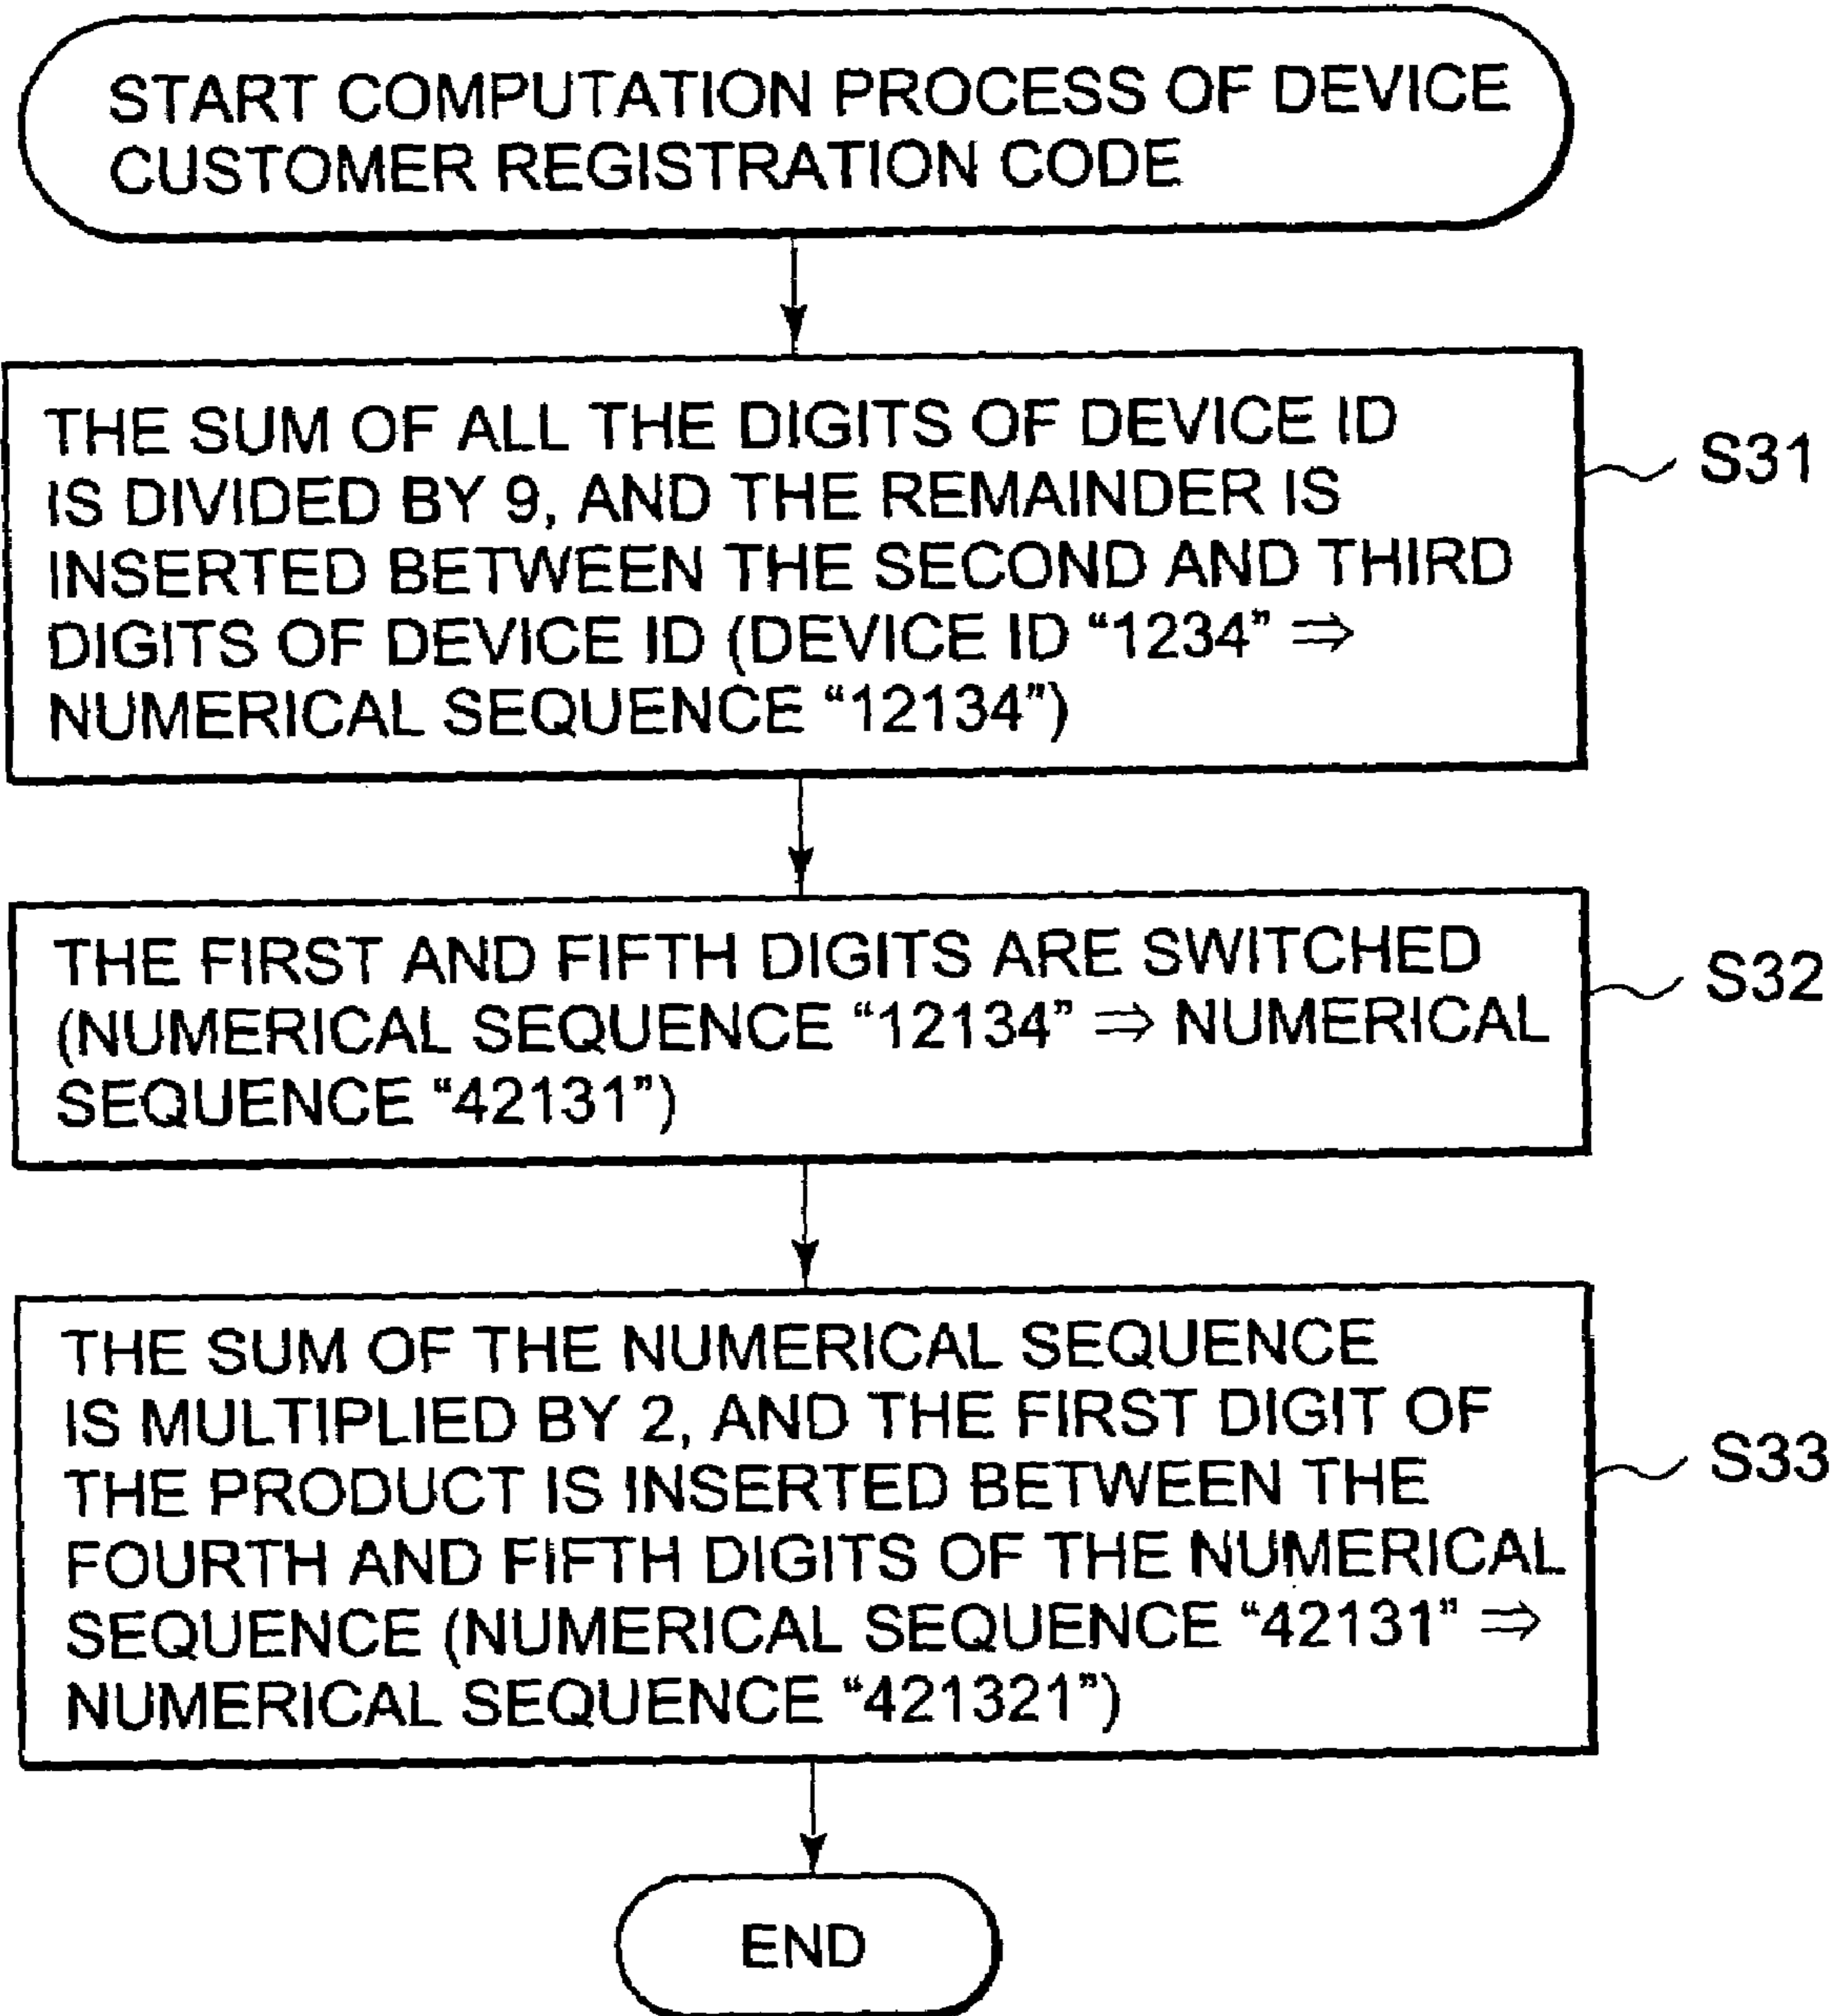 START COMPUTATION PROCESS OF DEVICE
CUSTOMER REGISTRATION CODE
THE SUM OF ALL THE DIGITS OF DEVICE ID
IS DIVIDED BY 9, AND THE REMAINDER IS
INSERTED BETWEEN THE SECOND AND THIRD
DIGITS OF DEVICE ID (DEVICE ID “1234” ⇒
NUMERICAL SEQUENCE “12134”)
S31
THE FIRST AND FIFTH DIGITS ARE SWITCHED
(NUMERICAL SEQUENCE “12134” ⇒ NUMERICAL
SEQUENCE “42131”)
S32
THE SUM OF THE NUMERICAL SEQUENCE
IS MULTIPLIED BY 2, AND THE FIRST DIGIT OF
THE PRODUCT IS INSERTED BETWEEN THE
FOURTH AND FIFTH DIGITS OF THE NUMERICAL
SEQUENCE (NUMERICAL SEQUENCE “42131” ⇒
NUMERICAL SEQUENCE “421321”)
S33
END